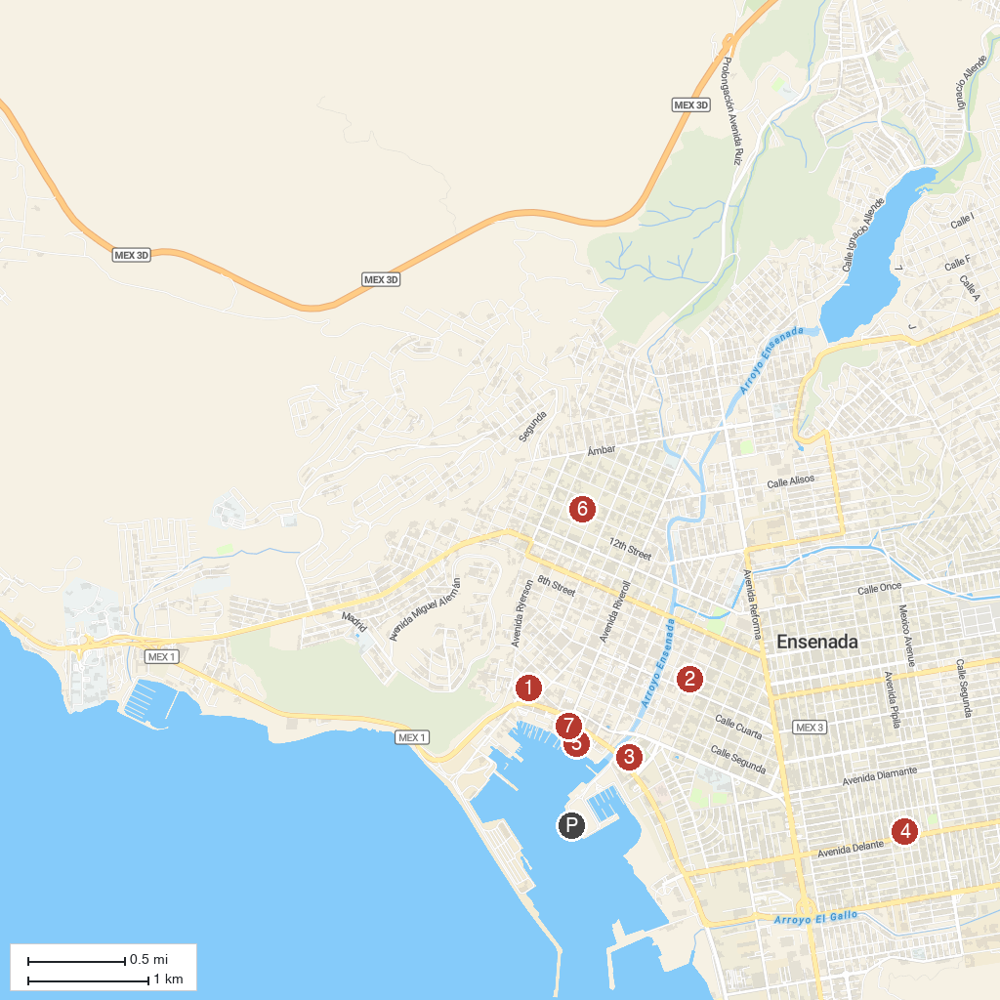 Prolongación Avenida Ruiz
Ignacio Allende
MEX 3D
Calle Ignacio Allende
Calle I
MEX 3D
Calle F
7
MEX 3D
Calle A
J
Arroyo Ensenada
Segunda
Ámbar
Calle Alisos
6
12th Street
8th Street
Avenida Reforma
Calle Once
Avenida Miguel Alemán
Avenida Ryerson
Avenida Riveroll
Madrid
Mexico Avenue
Ensenada
MEX 1
Arroyo Ensenada
2
Calle Segunda
1
Avenida Pípila
7
Calle Cuarta
MEX 3
MEX 1
5
3
Calle Segunda
Avenida Diamante
P
4
Avenida Delante
Arroyo El Gallo
0.5 mi
1 km